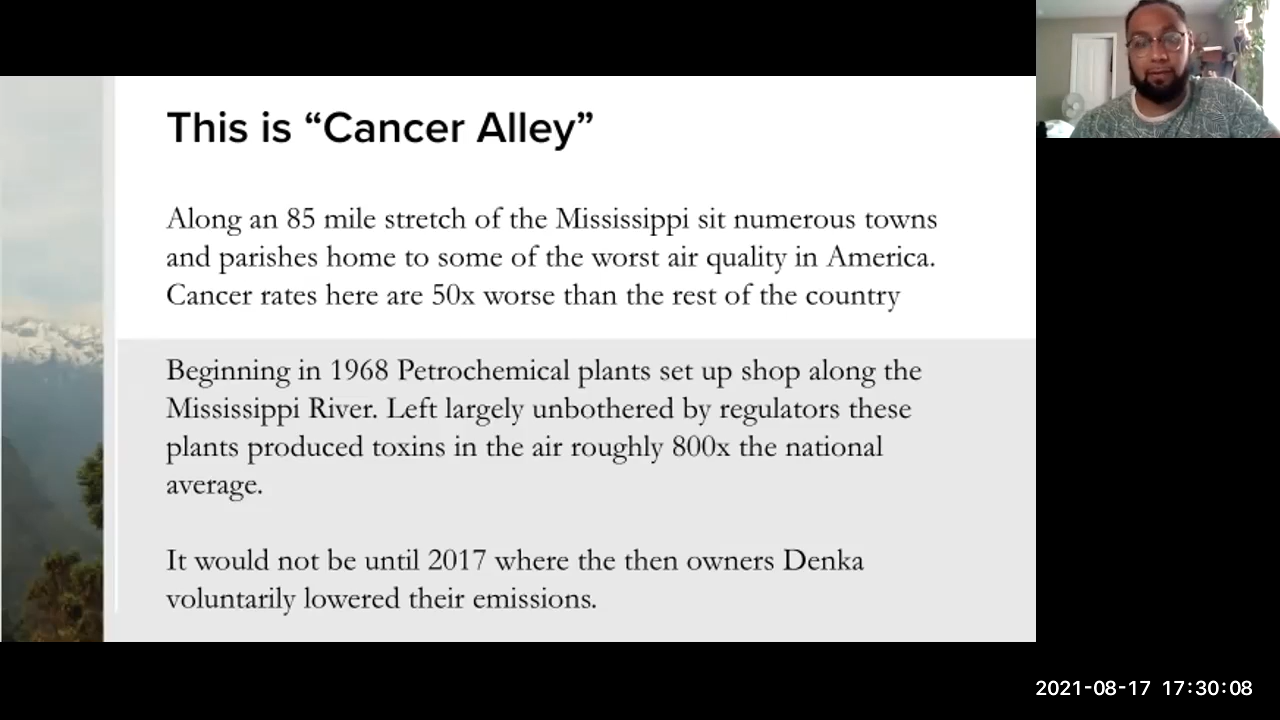 This is “Cancer Alley”
Along an 85 mile stretch of the Mississippi sit numerous towns
and parishes home to some of the worst air quality in America.
Cancer rates here are 50x worse than the rest of the country
Beginning in 1968 Petrochemical plants set up shop along the
Mississippi River. Left largely unbothered by regulators these
plants produced toxins in the air roughly 800x the national
average.
It would not be until 2017 where the then owners Denka
voluntarily lowered their emissions.
2021-08-17 17:30:08